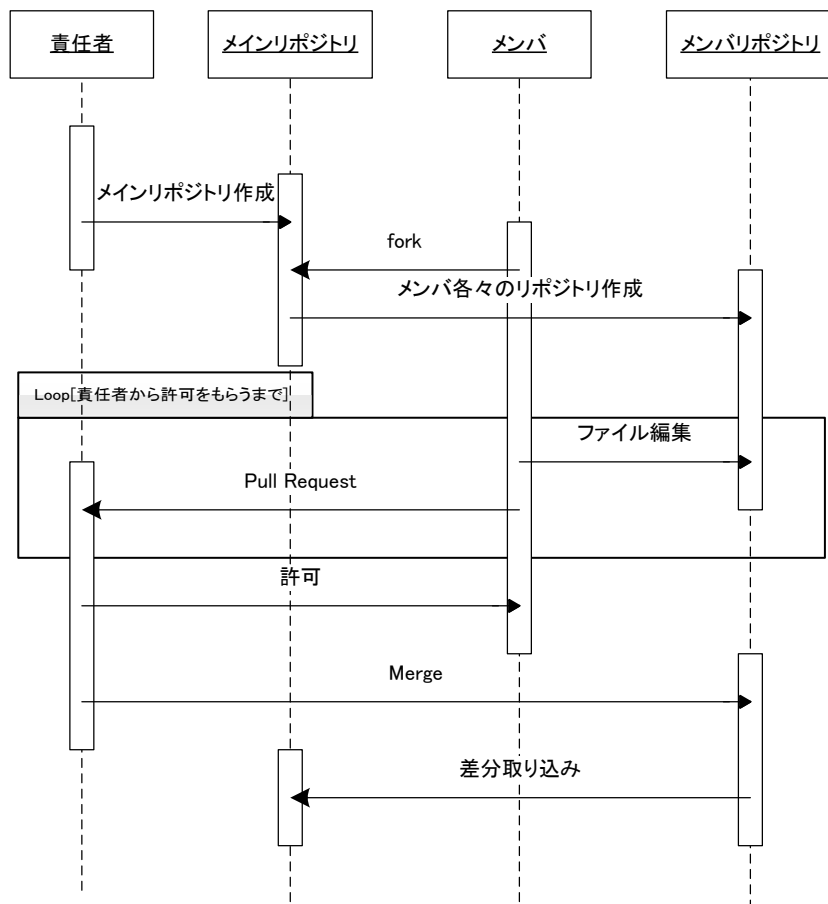 責任者
メインリポジトリ
メンバ
メンバリポジトリ
メインリポジトリ作成
fork
メンバ各々のリポジトリ作成
Loop[責任者から許可をもらうまで]
ファイル編集
Pull Request
許可
Merge
差分取り込み